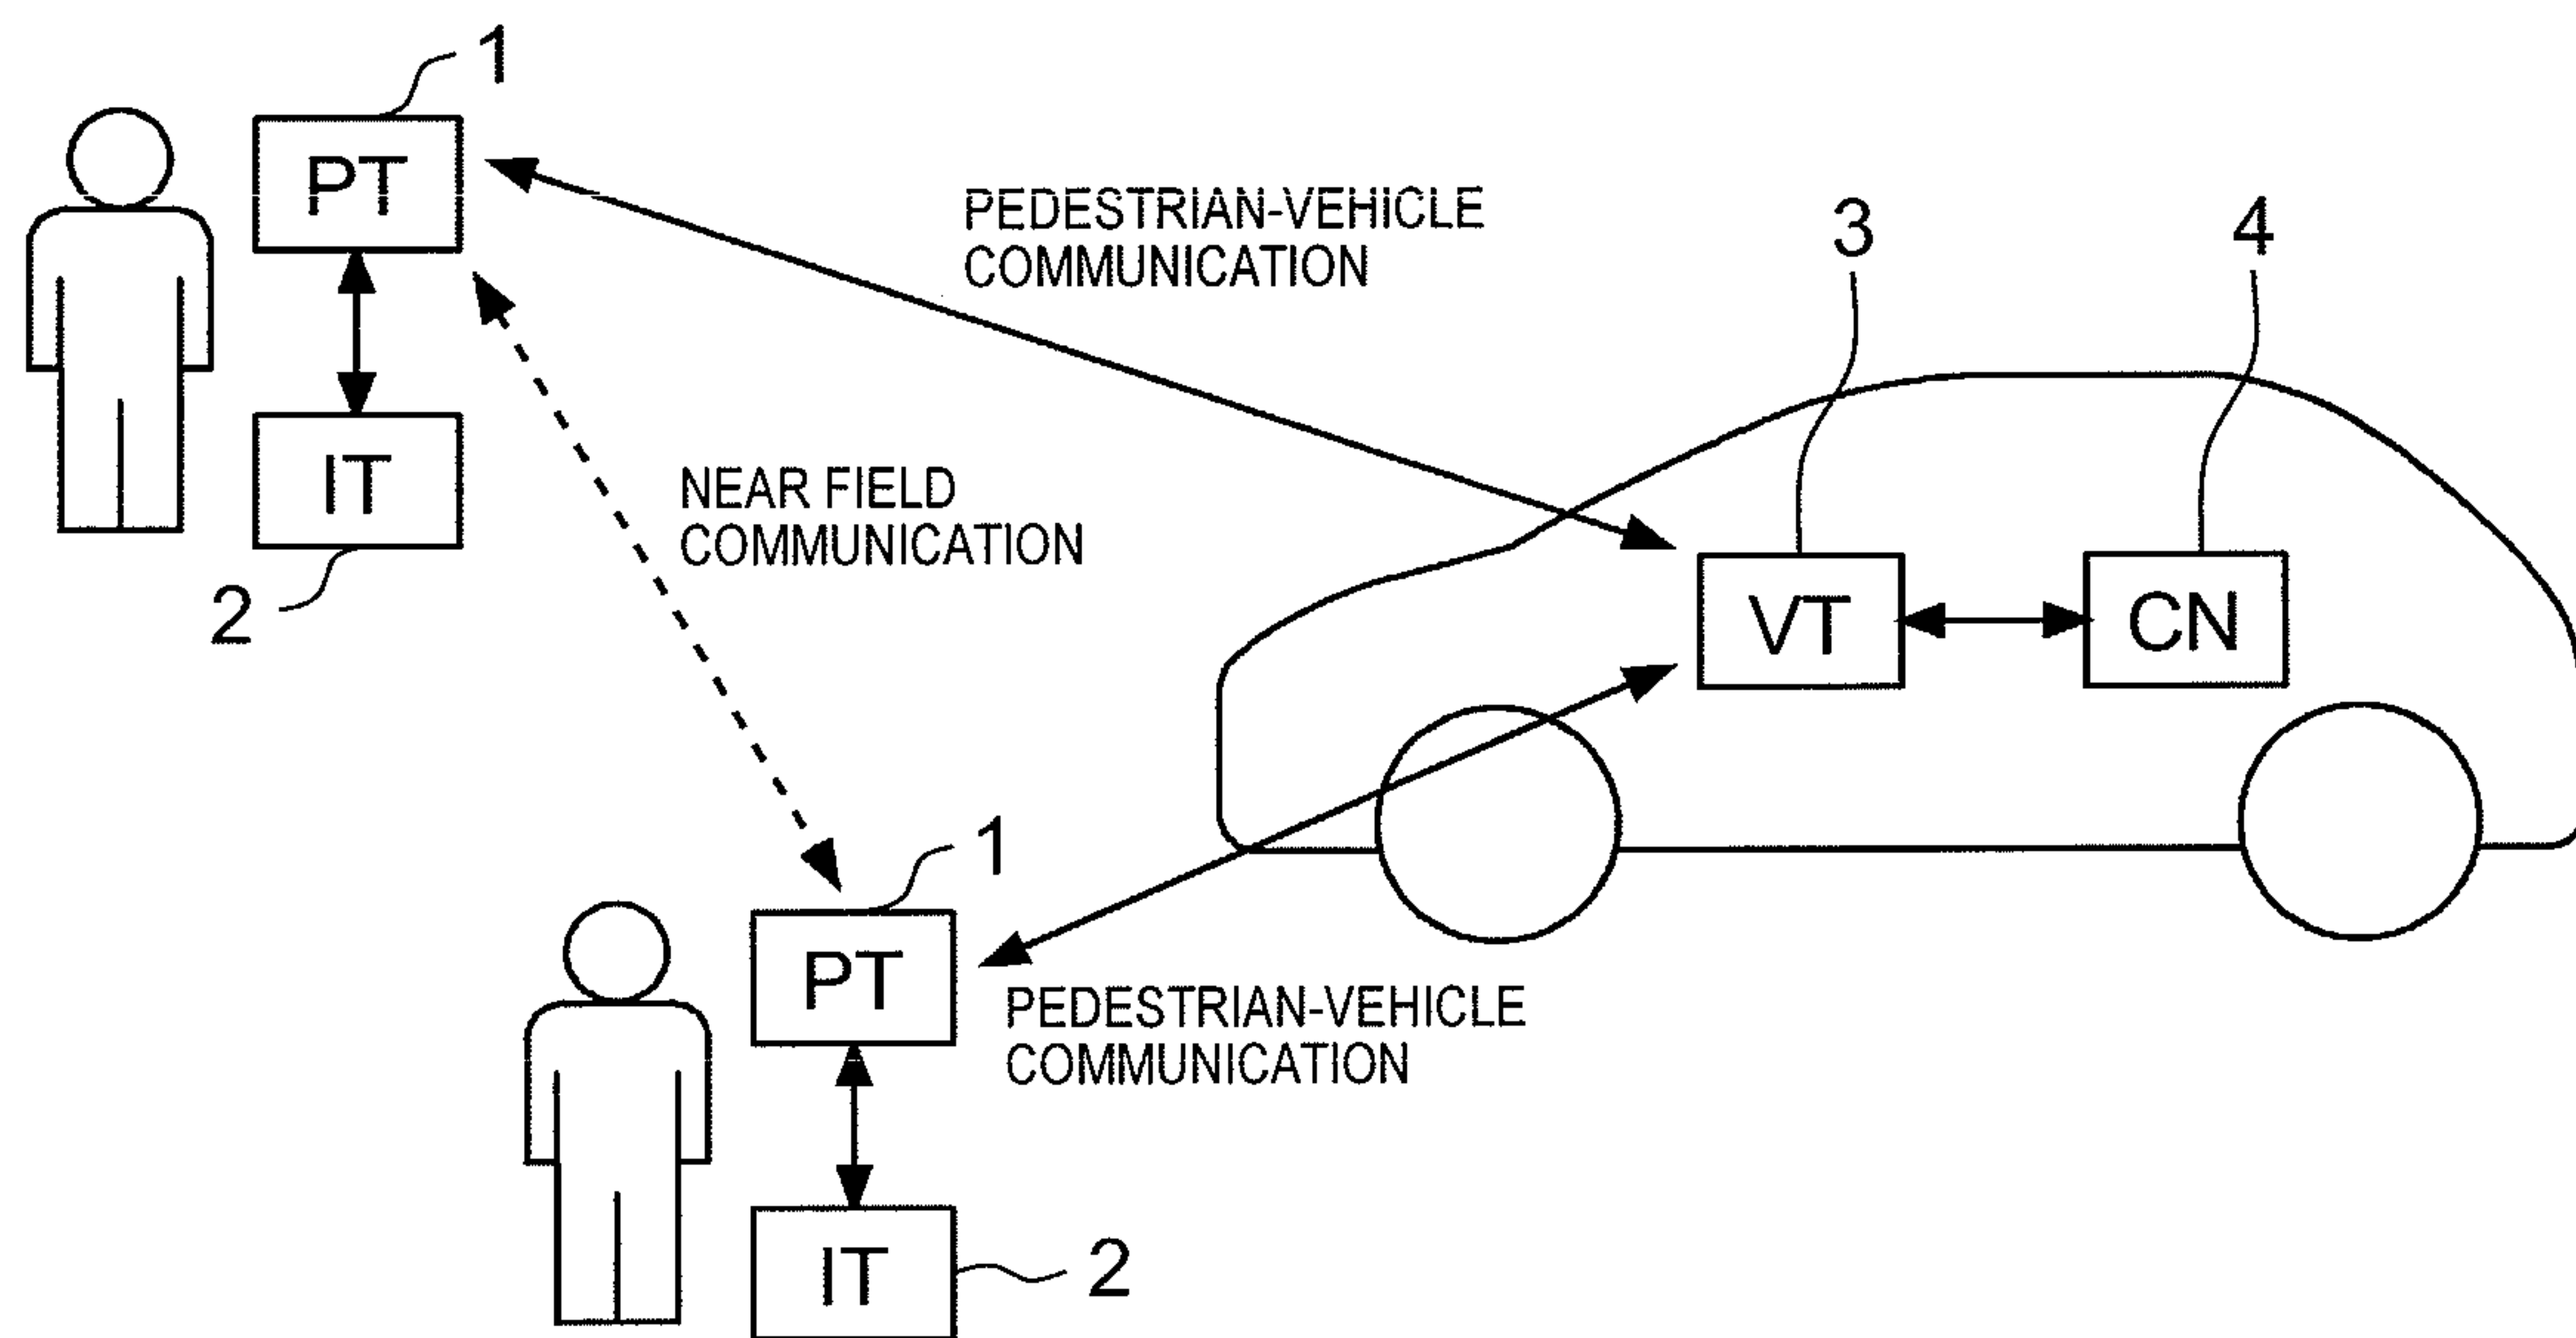 1
PT
PEDESTRIAN-VEHICLE
COMMUNICATION
3
4
IT
NEAR FIELD
COMMUNICATION
2
VT
CN
1
PT
PEDESTRIAN-VEHICLE
COMMUNICATION
IT
2